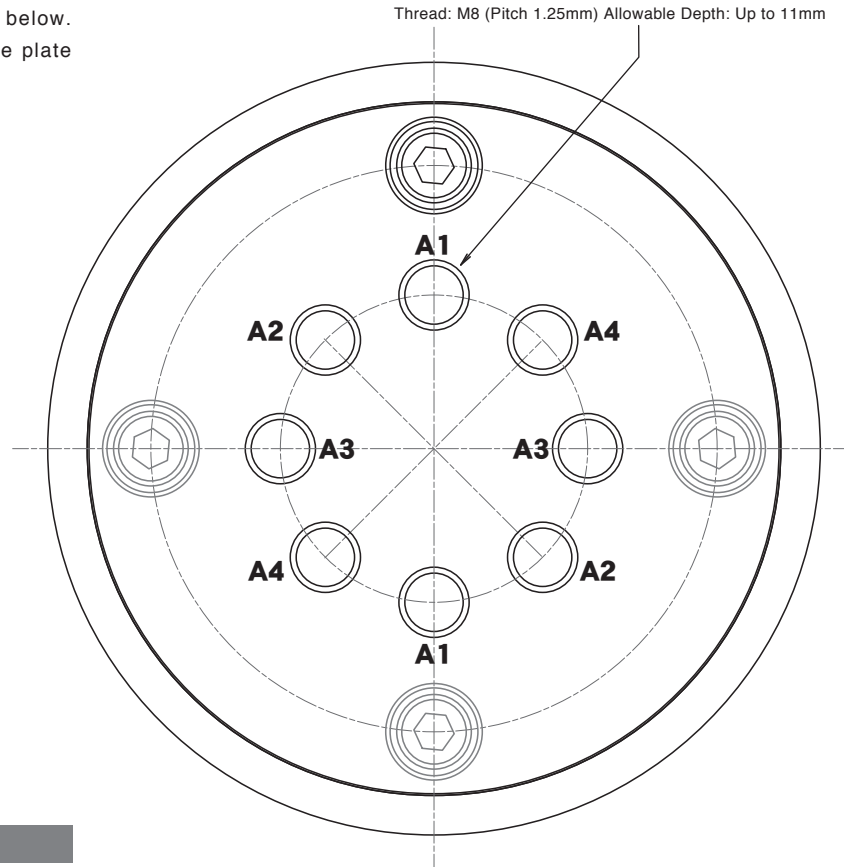 below.
e plate
Thread: M8 (Pitch 1.25mm) Allowable Depth: Up to 11mm
A1
A2
A4
A3
A3
A4
A2
A1